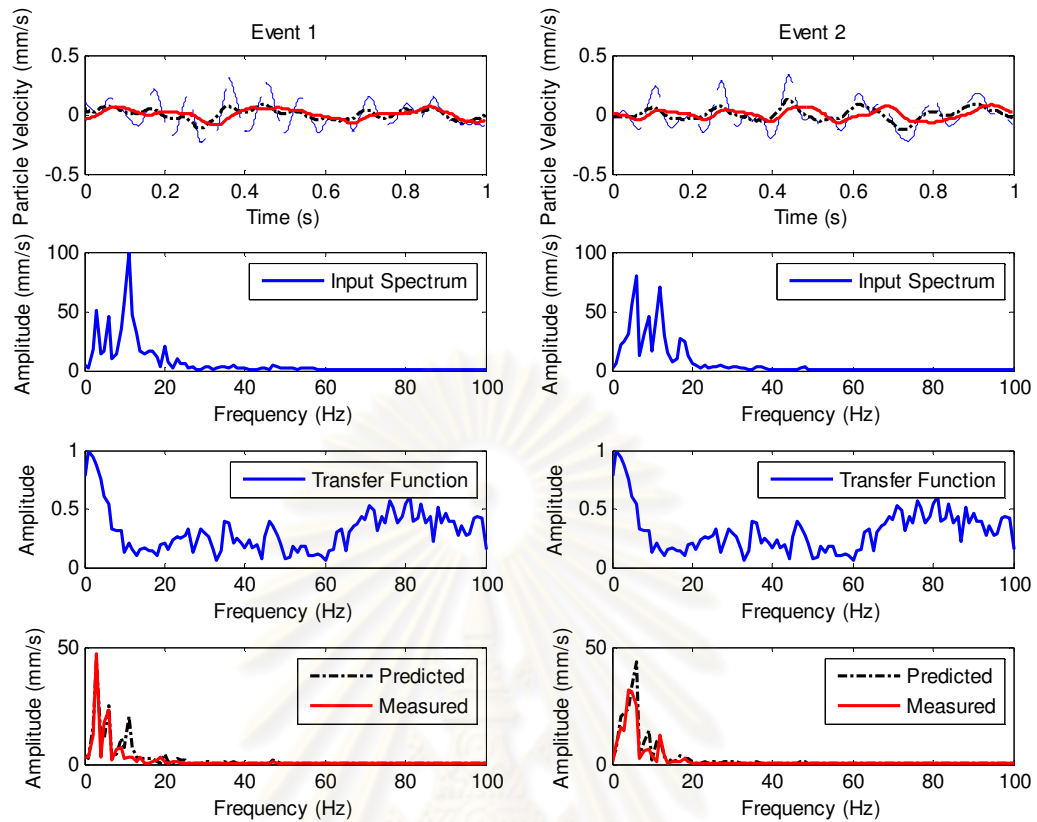 Event 1
Particle Velocity (mm/s)
0.5
0
-0.5
0 0.2 0.4 0.6 0.8 1
Time (s)
Event 2
Particle Velocity (mm/s)
0.5
0
-0.5
0 0.2 0.4 0.6 0.8 1
Time (s)
Amplitude (mm/s)
100
50
0
Input Spectrum
0 20 40 60 80 100
Frequency (Hz)
Amplitude (mm/s)
100
50
0
Input Spectrum
0 20 40 60 80 100
Frequency (Hz)
Amplitude
1
0.5
0
Transfer Function
0 20 40 60 80 100
Frequency (Hz)
Amplitude
1
0.5
0
Transfer Function
0 20 40 60 80 100
Frequency (Hz)
Amplitude (mm/s)
50
0
Predicted
Measured
0 20 40 60 80 100
Frequency (Hz)
Amplitude (mm/s)
50
0
Predicted
Measured
0 20 40 60 80 100
Frequency (Hz)